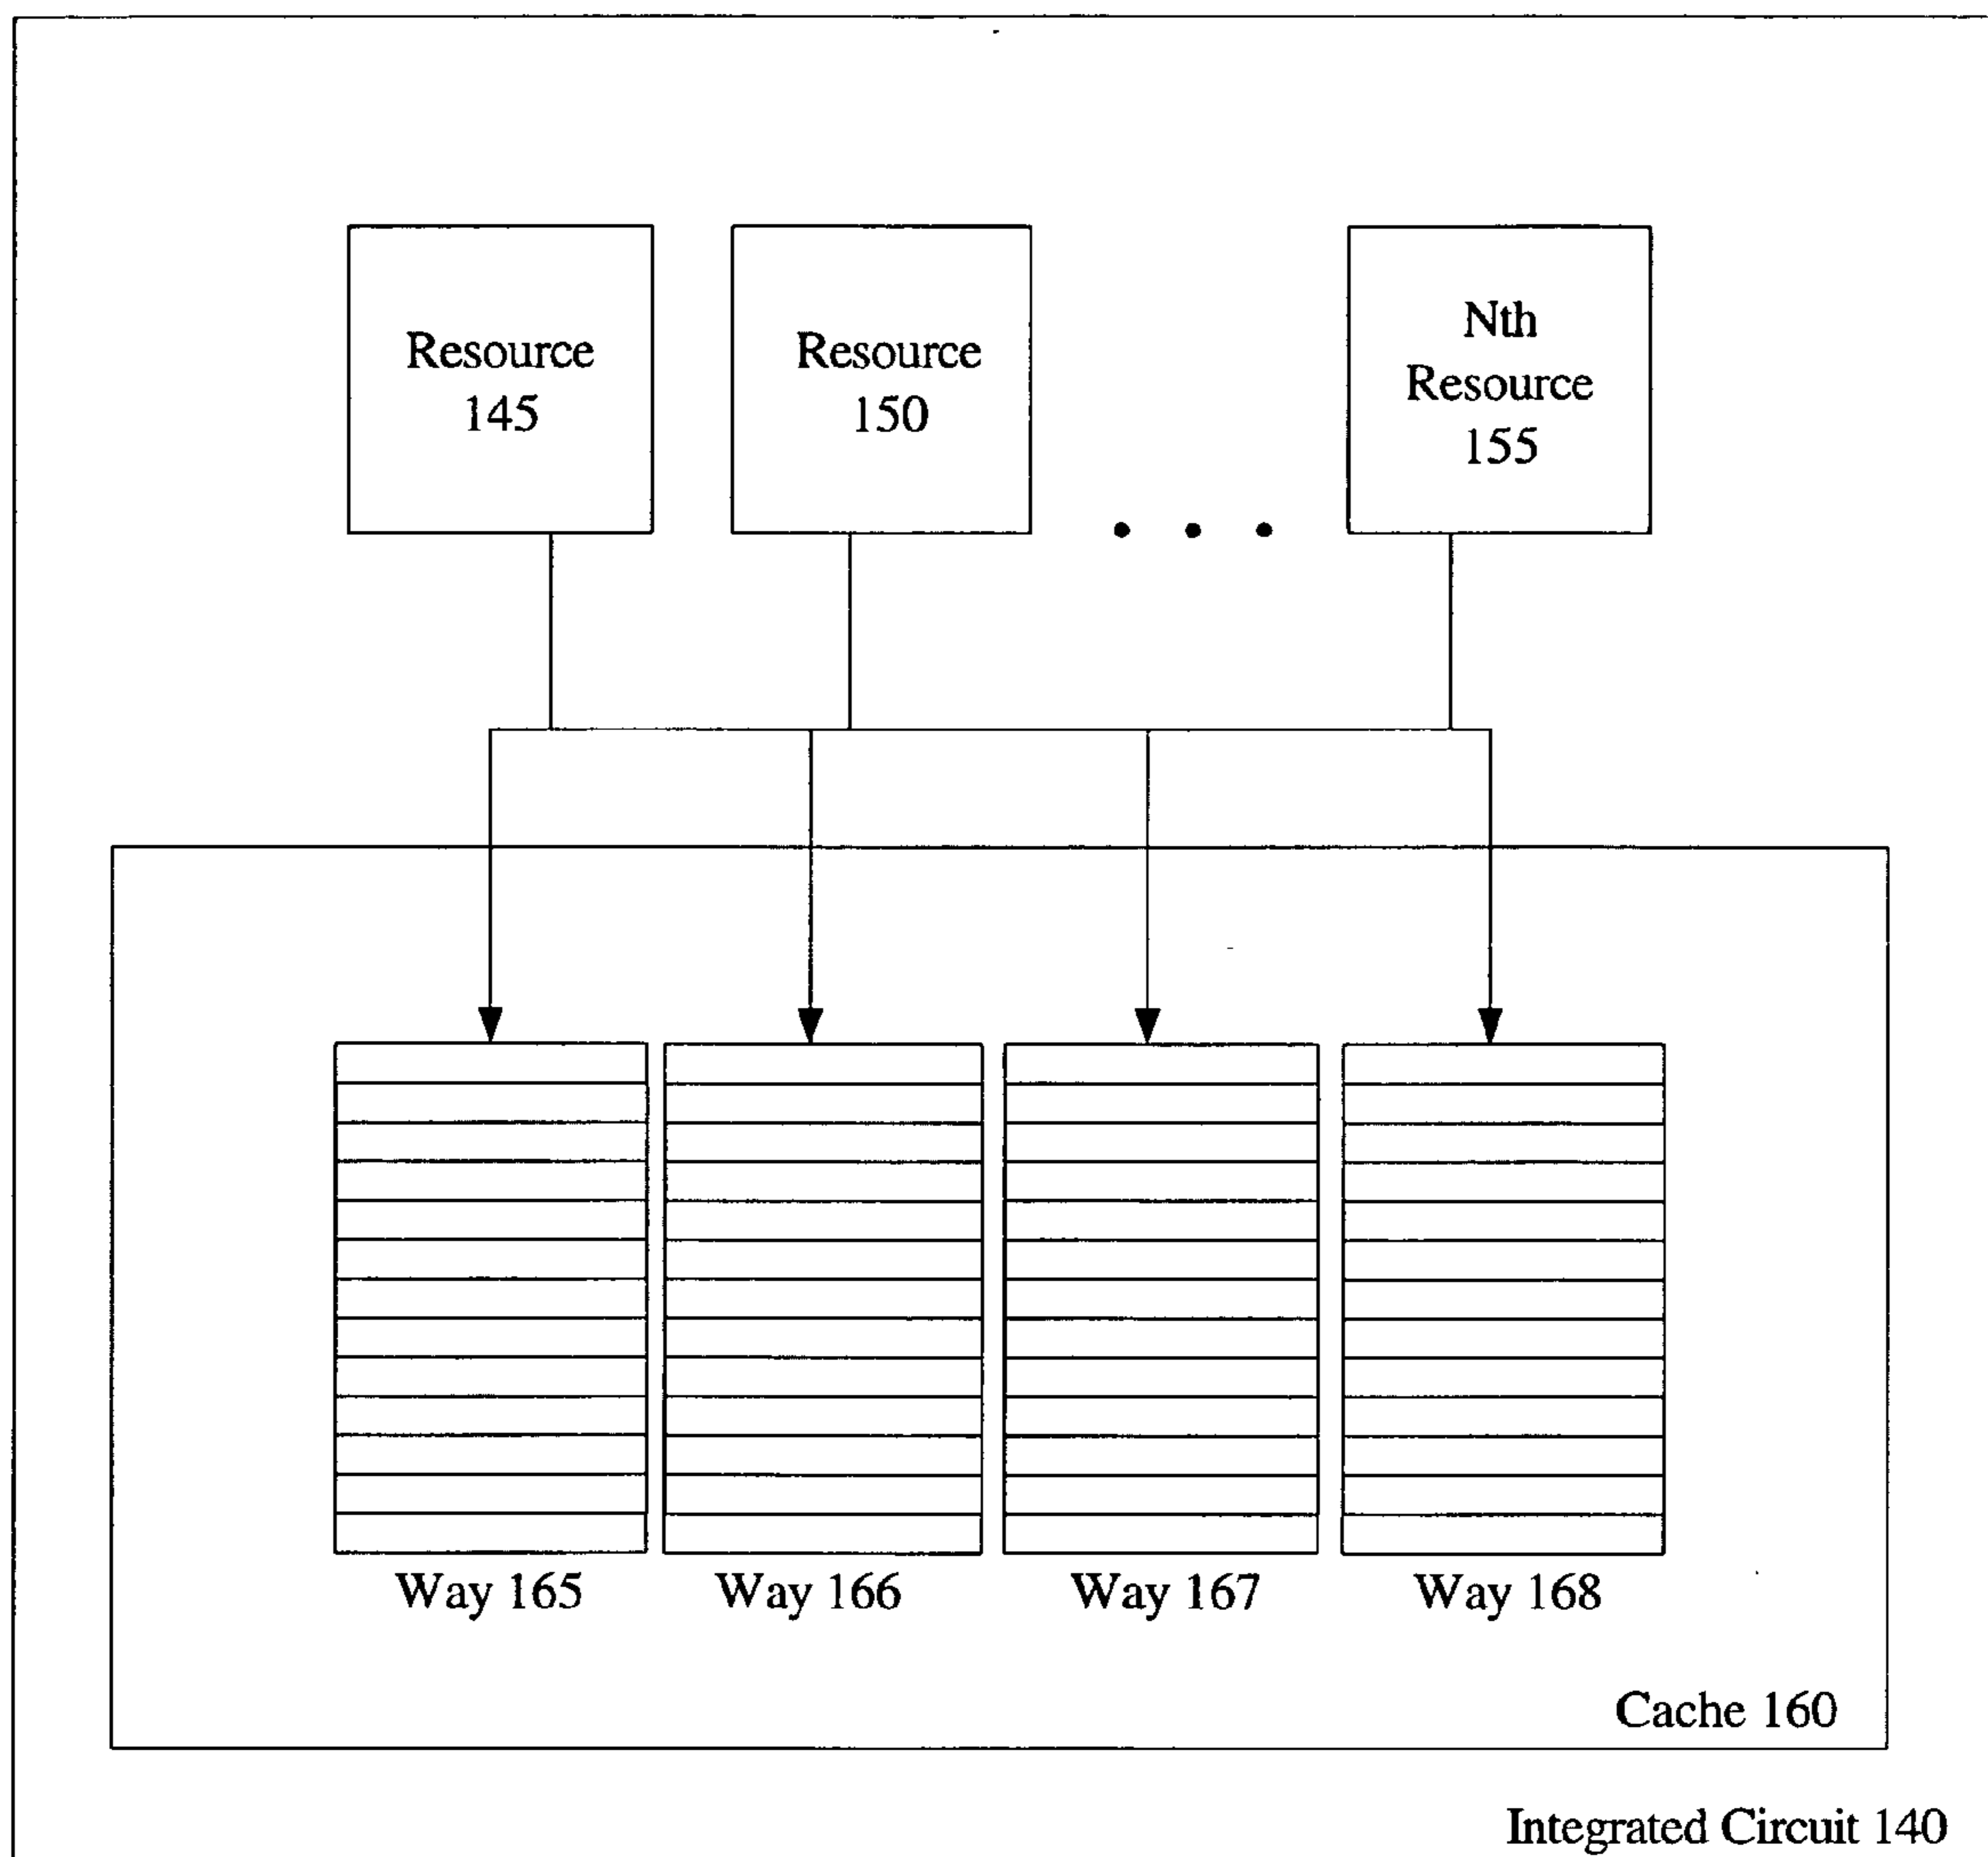 Resource
145
Resource
150
Nth
Resource
155
Way 165
Way 166
Way 167
Way 168
Cache 160
Integrated Circuit 140